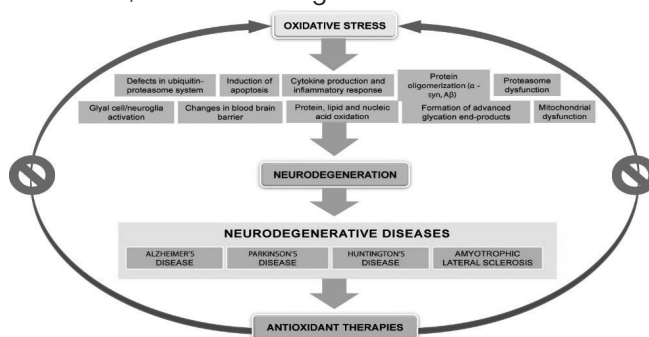 OXIDATIVE STRESS
Defects in ubiquitin-
proteasome system
Induction of
apoptosis
Cytokine production and
inflammatory response
Protein
oligomerization (α -
syn, Aβ)
Proteasome
dysfunction
Glyal cell/neuroglia
activation
Changes in blood brain
barrier
Protein, lipid and nucleic
acid oxidation
Formation of advanced
glycation end-products
Mitochondrial
dysfunction
NEURODEGENERATION
NEURODEGENERATIVE DISEASES
ALZHEIMER'S
DISEASE
PARKINSON'S
DISEASE
HUNTINGTON'S
DISEASE
AMYOTROPHIC
LATERAL SCLEROSIS
ANTIOXIDANT THERAPIES